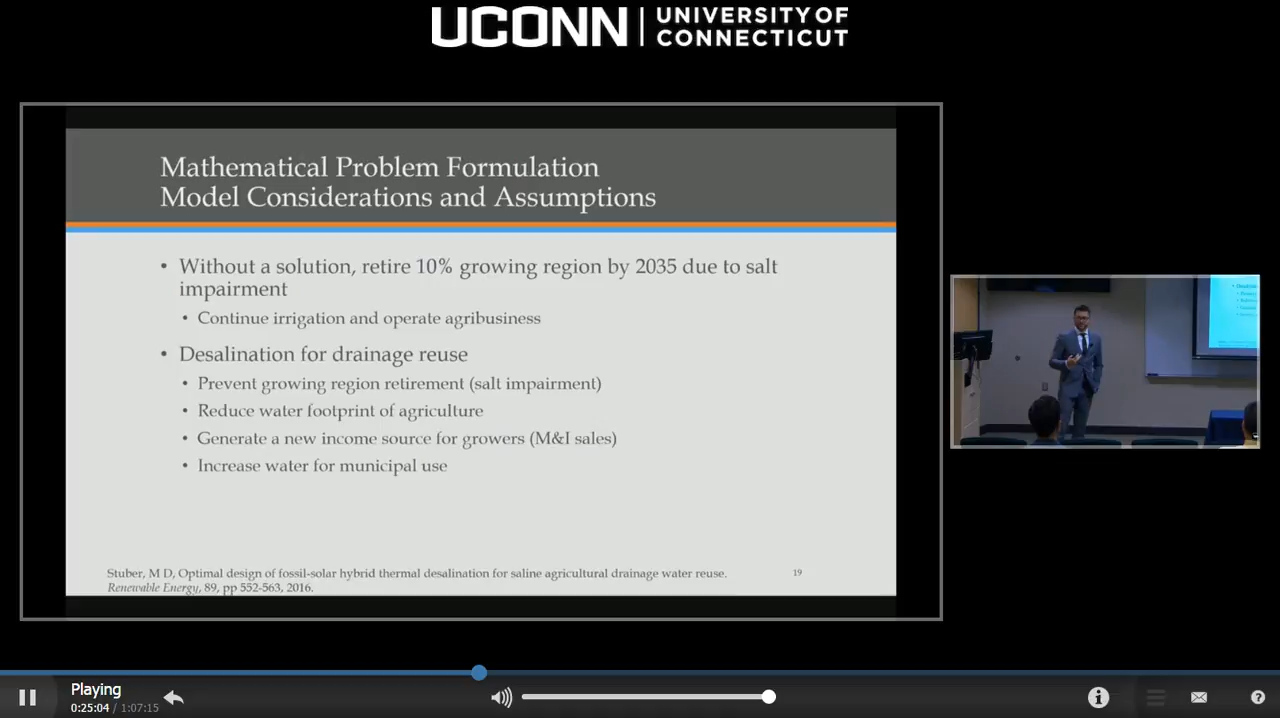 UCONN
UNIVERSITY OF
CONNECTICUT
Mathematical Problem Formulation
Model Considerations and Assumptions
• Without a solution, retire 10% growing region by 2035 due to salt
impairment
• Continue irrigation and operate agribusiness
• Desalination for drainage reuse
• Prevent growing region retirement (salt impairment)
• Reduce water footprint of agriculture
• Generate a new income source for growers (M&I sales)
• Increase water for municipal use
Stuber, M D, Optimal design of fossil-solar hybrid thermal desalination for saline agricultural drainage water reuse.
Renewable Energy, 89, pp 552-563, 2016.
19
Playing
0:25:04 / 1:07:15